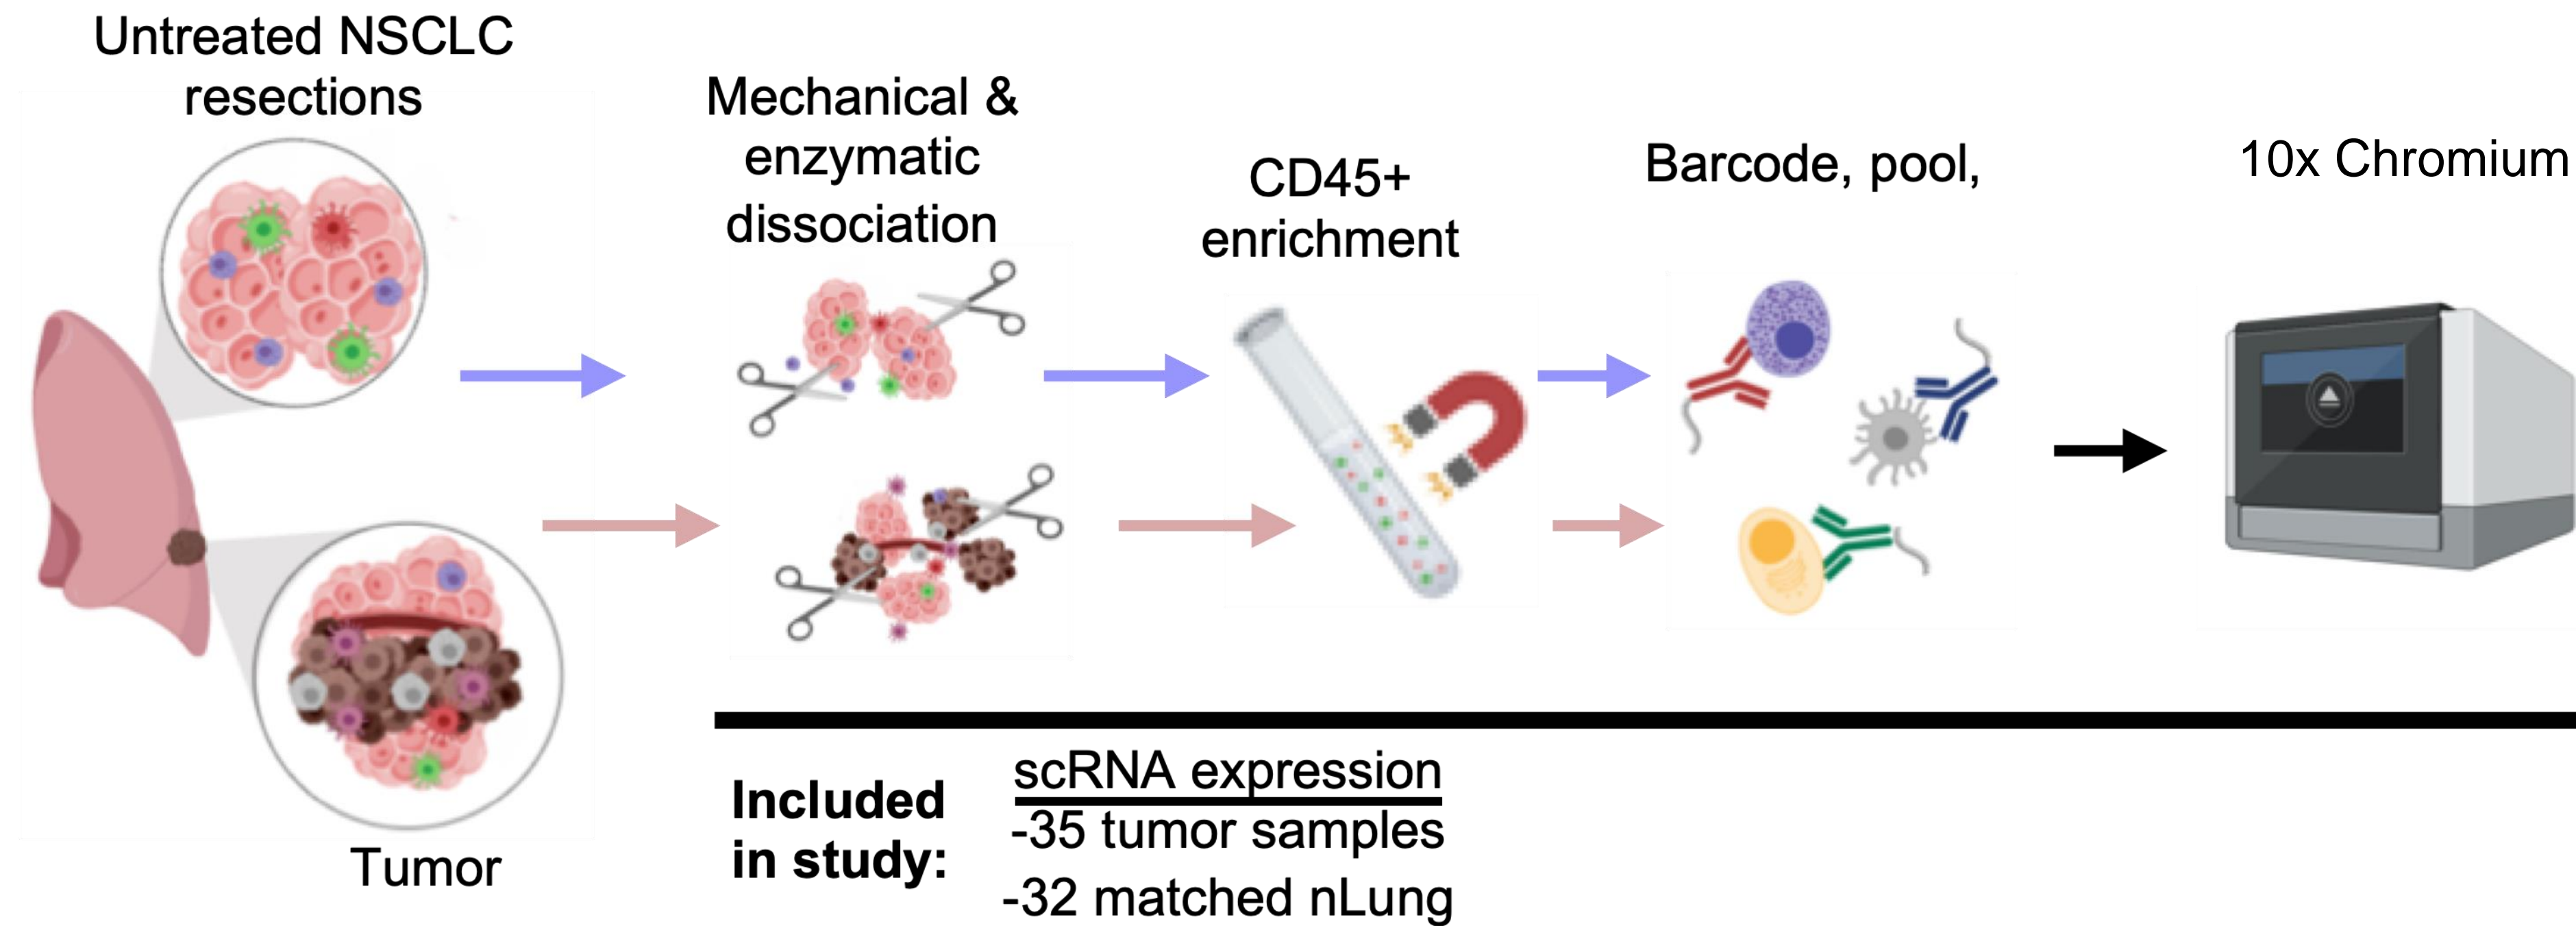 Untreated NSCLC
resections
Mechanical &
enzymatic
dissociation
CD45+
enrichment
Barcode, pool,
10x Chromium
Tumor
Included
in study:
scRNA expression
-35 tumor samples
-32 matched nLung